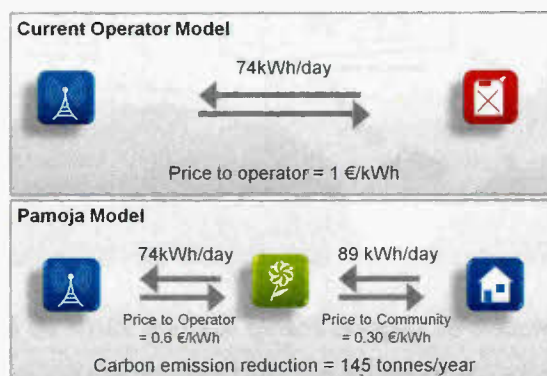 Current Operator Model
74kWh/day
Price to operator = 1 €/kWh
Pamoja Model
74kWh/day 89 kWh/day
Price to Operator Price to Community
= 0.6 €/kWh = 0.30 €/kWh
Carbon emission reduction = 145 tonnes/year